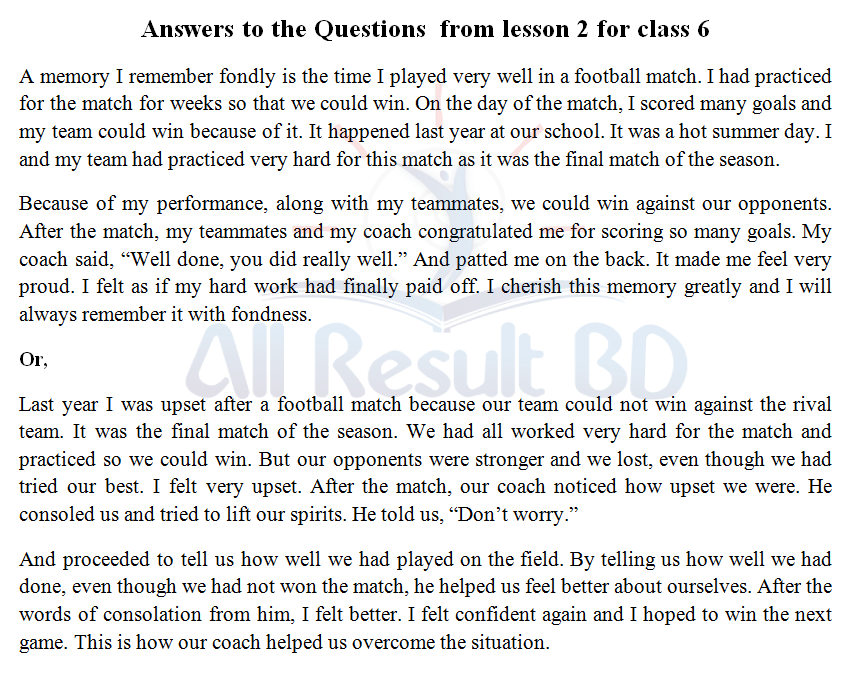 Answers to the Questions from lesson 2 for class 6
A memory I remember fondly is the time I played very well in a football match. I had practiced
for the match for weeks so that we could win. On the day of the match, I scored many goals and
my team could win because of it. It happened last year at our school. It was a hot summer day. I
and my team had practiced very hard for this match as it was the final match of the season.
Because of my performance, along with my teammates, we could win against our opponents.
After the match, my teammates and my coach congratulated me for scoring so many goals. My
coach said, “Well done, you did really well.” And patted me on the back. It made me feel very
proud. I felt as if my hard work had finally paid off. I cherish this memory greatly and I will
always remember it with fondness.
Or,
All Result BD
Last year I was upset after a football match because our team could not win against the rival
team. It was the final match of the season. We had all worked very hard for the match and
practiced so we could win. But our opponents were stronger and we lost, even though we had
tried our best. I felt very upset. After the match, our coach noticed how upset we were. He
consoled us and tried to lift our spirits. He told us, “Don’t worry.”
And proceeded to tell us how well we had played on the field. By telling us how well we had
done, even though we had not won the match, he helped us feel better about ourselves. After the
words of consolation from him, I felt better. I felt confident again and I hoped to win the next
game. This is how our coach helped us overcome the situation.